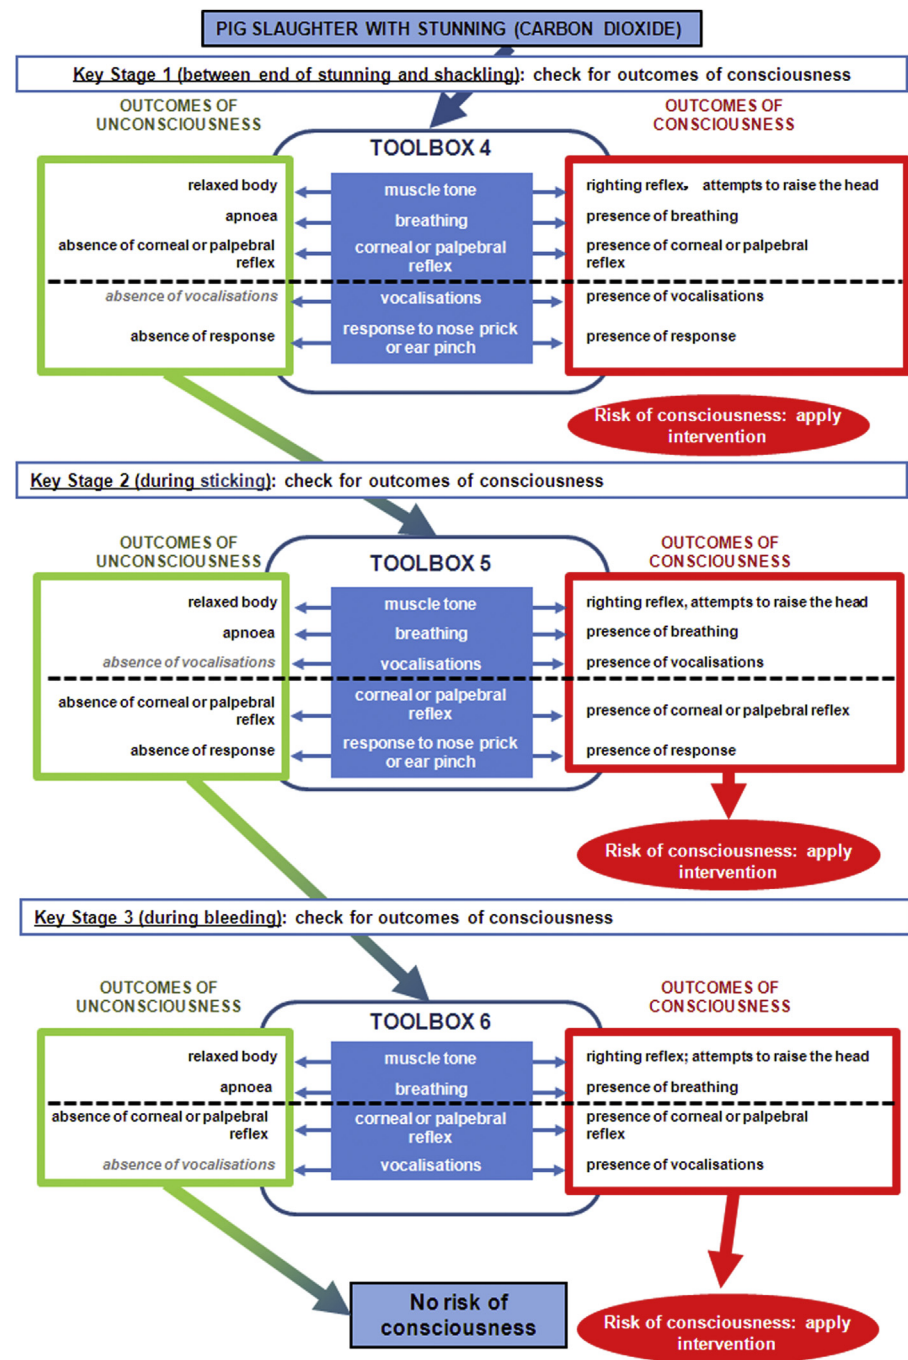 PIG SLAUGHTER WITH STUNNING (CARBON DIOXIDE)
Key Stage 1 (between end of stunning and shackling): check for outcomes of consciousness
OUTCOMES OF
UNCONSCIOUSNESS
OUTCOMES OF
CONSCIOUSNESS
TOOLBOX 4
relaxed body
muscle tone
righting reflex, attempts to raise the head
apnoea
breathing
presence of breathing
absence of corneal or palpebral
reflex
corneal or palpebral
reflex
presence of corneal or palpebral
reflex
absence of vocalisations
vocalisations
presence of vocalisations
absence of response
response to nose prick
or ear pinch
presence of response
Risk of consciousness: apply
intervention
Key Stage 2 (during sticking): check for outcomes of consciousness
OUTCOMES OF
UNCONSCIOUSNESS
OUTCOMES OF
CONSCIOUSNESS
TOOLBOX 5
relaxed body
muscle tone
righting reflex, attempts to raise the head
apnoea
breathing
presence of breathing
absence of vocalisations
vocalisations
presence of vocalisations
absence of corneal or palpebral
reflex
corneal or palpebral
reflex
presence of corneal or palpebral reflex
absence of response
response to nose prick
or ear pinch
presence of response
Risk of consciousness: apply
intervention
Key Stage 3 (during bleeding): check for outcomes of consciousness
OUTCOMES OF
UNCONSCIOUSNESS
OUTCOMES OF
CONSCIOUSNESS
TOOLBOX 6
relaxed body
muscle tone
righting reflex; attempts to raise the head
apnoea
breathing
presence of breathing
absence of corneal or palpebral
reflex
corneal or palpebral
reflex
presence of corneal or palpebral
reflex
absence of vocalisations
vocalisations
presence of vocalisations
No risk of
consciousness
Risk of consciousness: apply
intervention